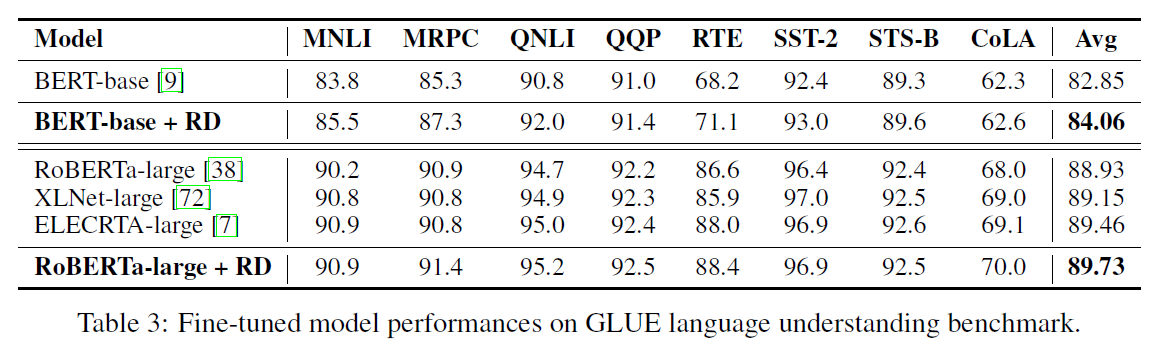 Model MNLI MRPC QNLI QQP RTE SST-2 STS-B CoLA Avg
BERT-base [9] 83.8 85.3 90.8 91.0 68.2 92.4 89.3 62.3 82.85
BERT-base + RD 85.5 87.3 92.0 91.4 71.1 93.0 89.6 62.6 84.06
RoBERTa-large [38] 90.2 90.9 94.7 92.2 86.6 96.4 92.4 68.0 88.93
XLNet-large [72] 90.8 90.8 94.9 92.3 85.9 97.0 92.5 69.0 89.15
ELECRTA-large [7] 90.9 90.8 95.0 92.4 88.0 96.9 92.6 69.1 89.46
RoBERTa-large + RD 90.9 91.4 95.2 92.5 88.4 96.9 92.5 70.0 89.73
Table 3: Fine-tuned model performances on GLUE language understanding benchmark.